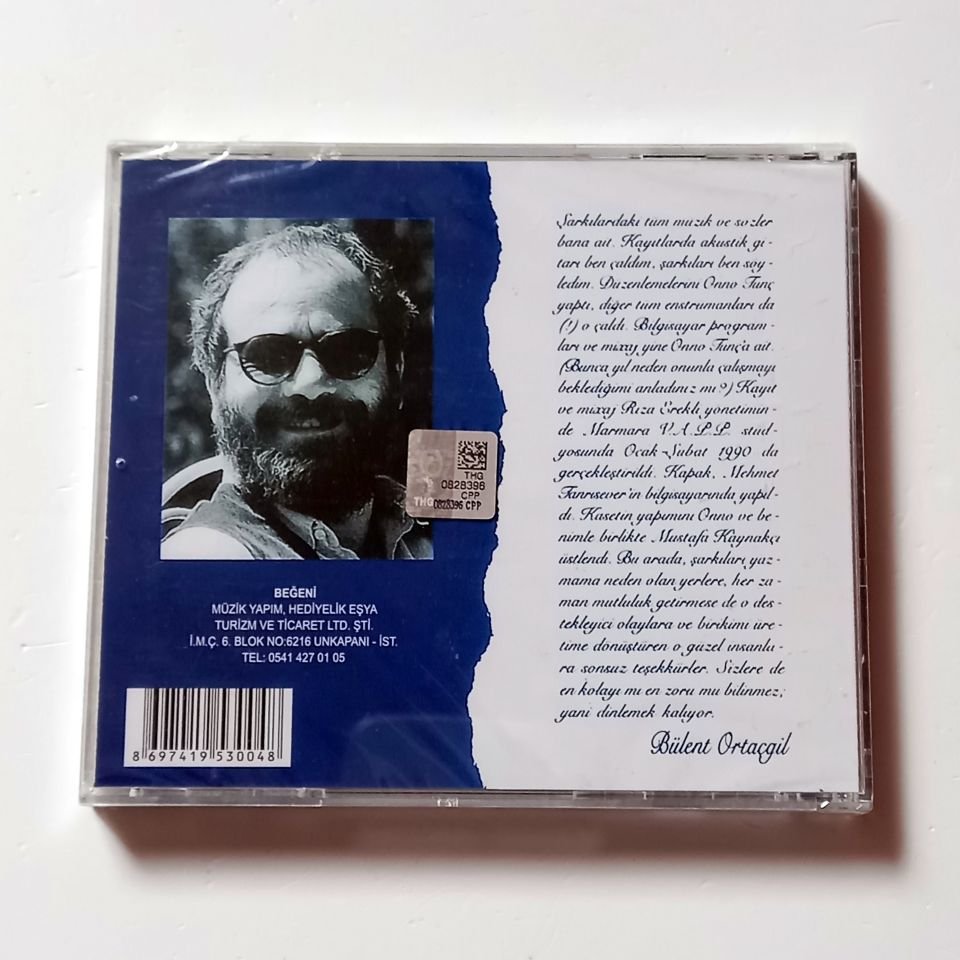 BEĞENİ
MÜZİK YAPIM, HEDİYELİK EŞYA
TURİZM VE TİCARET LTD. ŞTİ.
İ.M.Ç. 6. BLOK NO:6216 UNKAPANI - İST.
TEL: 0541 427 01 05
8 697419 530048
THG
0828396
CPP
THG 0828396 CPP
Şarkılardaki tüm müzik ve sözler
bana ait. Kayıtlarda akustik gi-
tarı ben çaldım, şarkıları ben söy-
ledim. Düzenlemelerini Onno Tunç
yaptı, diğer tüm enstrumanları da
(!) o çaldı. Bilgisayar program-
ları ve mixaj yine Onno Tunç'a ait.
(Bunca yıl neden onunla çalışmayı
beklediğimi anladınız mı?) Kayıt
ve mixaj Rıza Erekli yönetimin-
de Marmara V.A.P.P. stüd-
yosunda Ocak-Şubat 1990 da
gerçekleştirildi. Kapak, Mehmet
Tanrısever'in bilgisayarında yapıl-
dı. Kasetin yapımını Onno ve be-
nimle birlikte Mustafa Kaynakçı
üstlendi. Bu arada, şarkıları yaz-
mama neden olan yerlere, her za-
man mutluluk getirmese de o des-
tekleyici olaylara ve birikimi üre-
time dönüştüren o güzel insanla-
ra sonsuz teşekkürler. Sizlere de
en kolayı mı en zoru mu bilinmez;
yani dinlemek kalıyor.
Bülent Ortaçgil